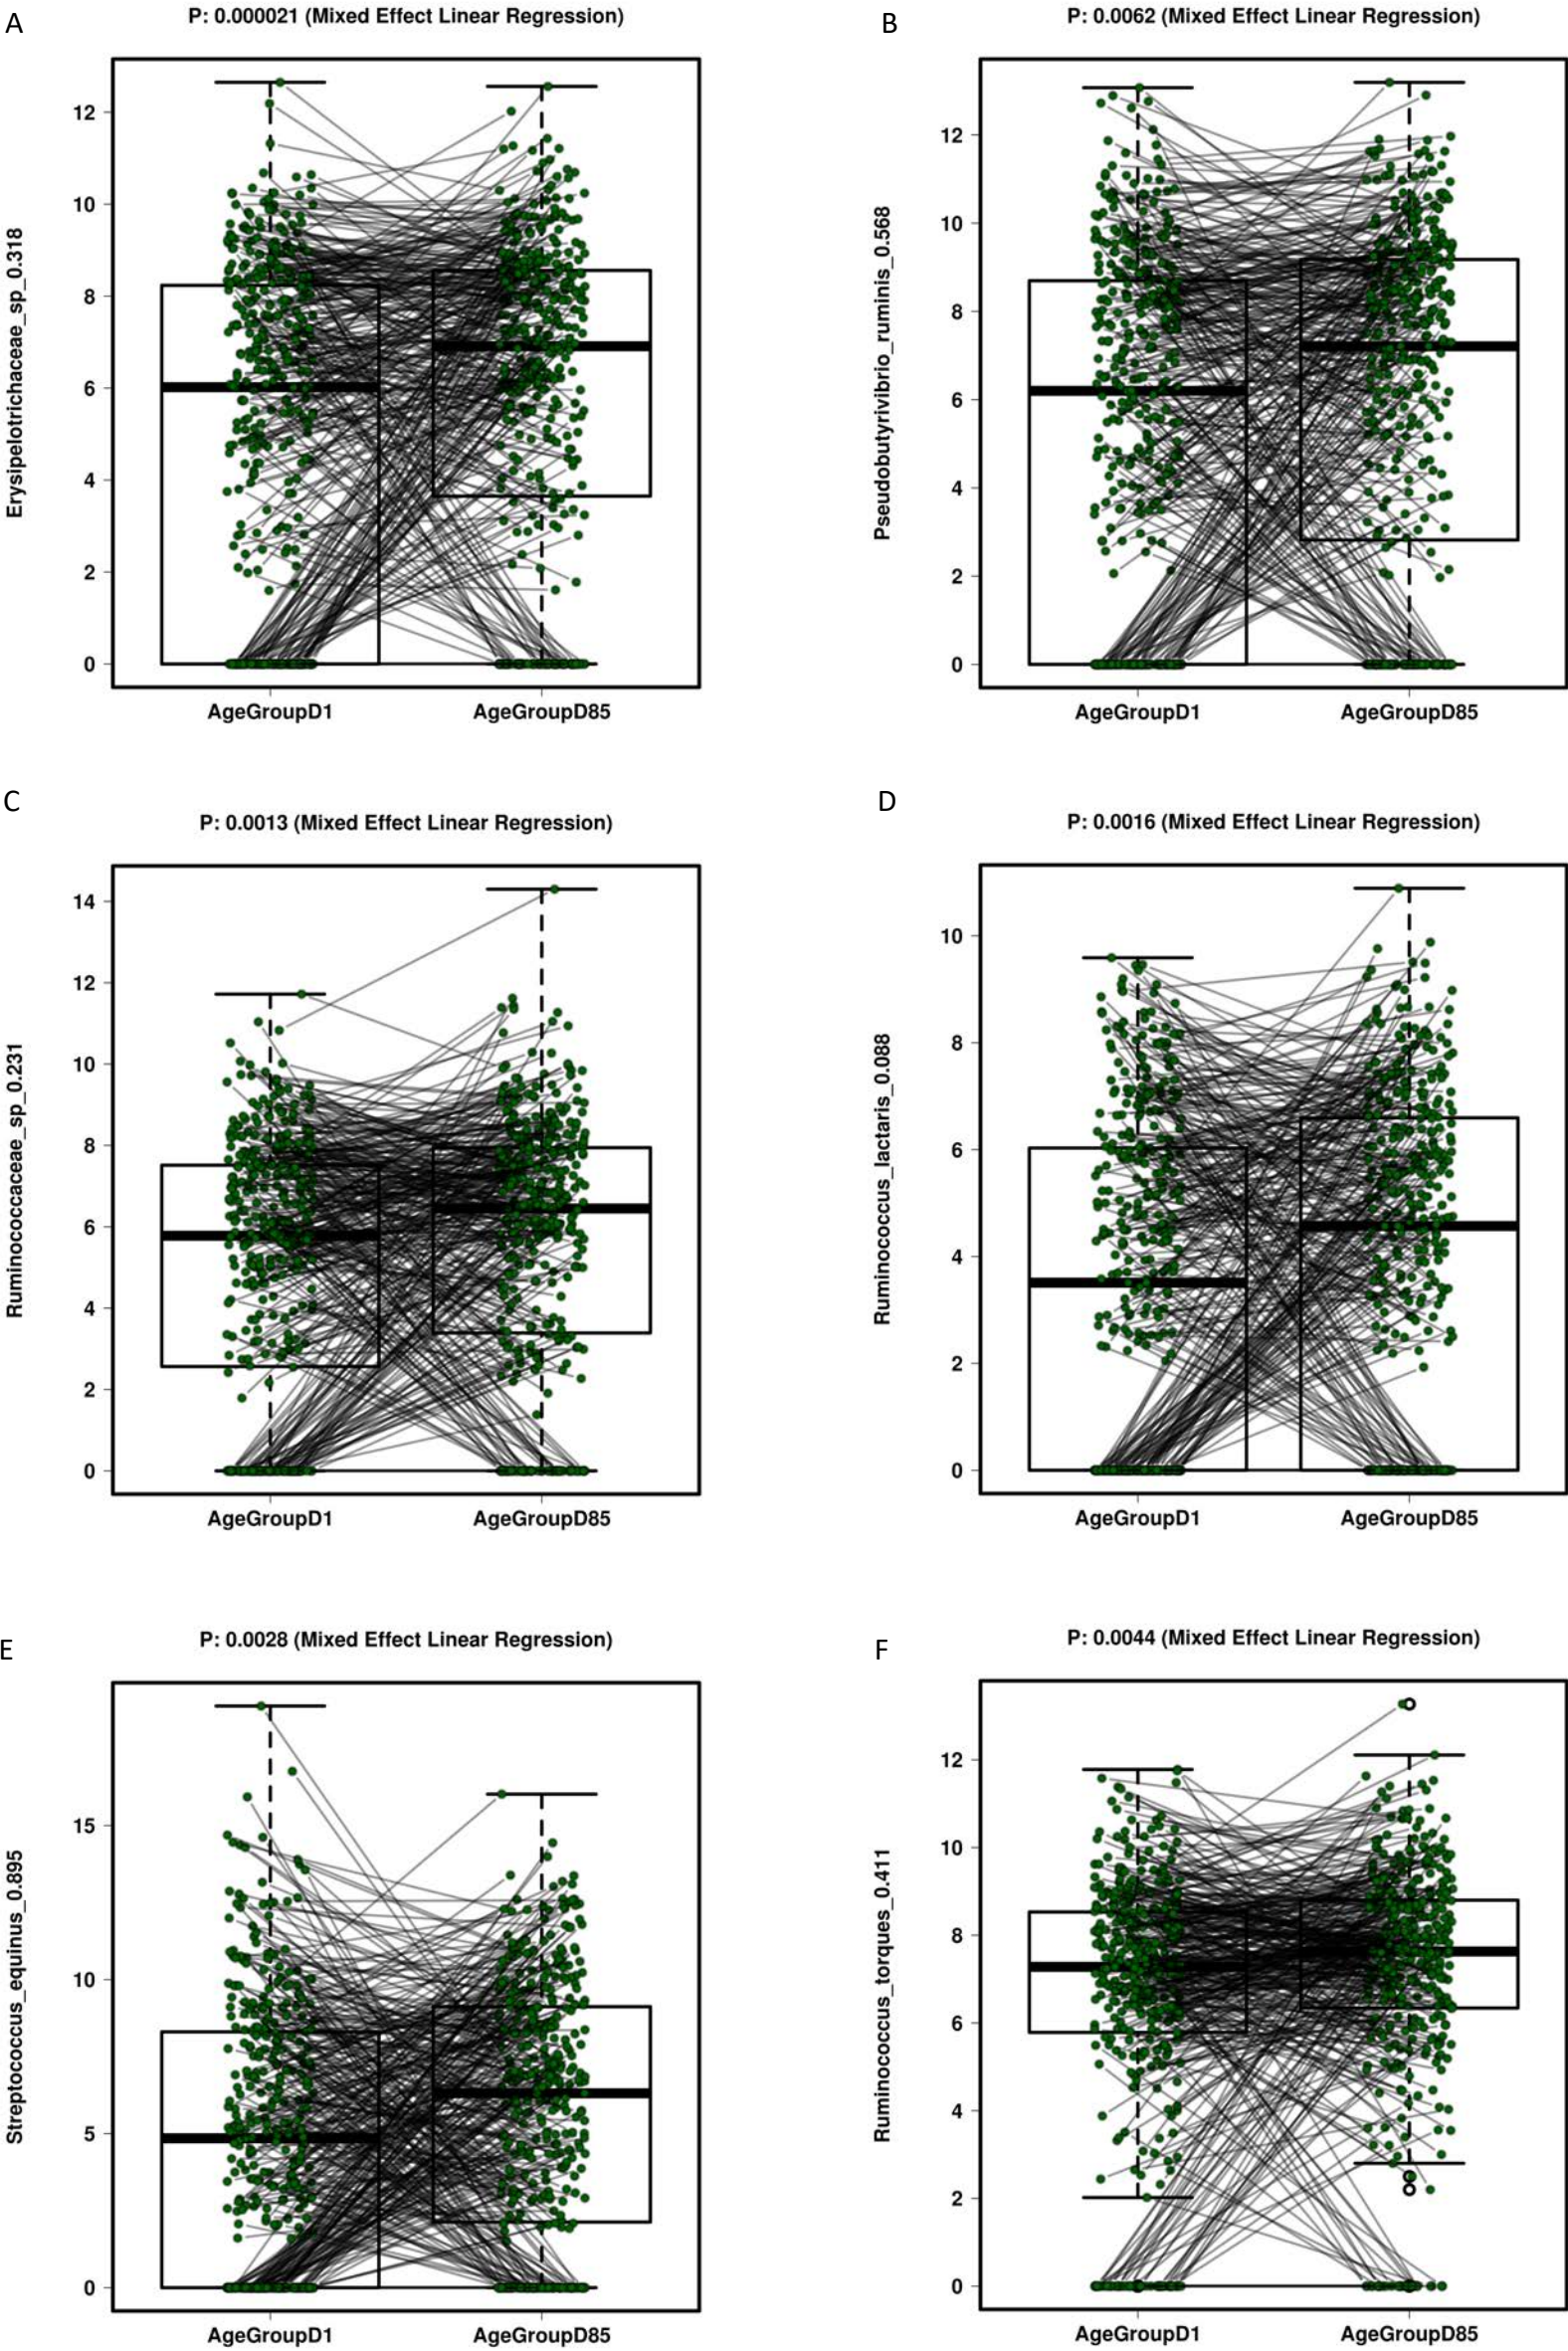 A
P: 0.000021 (Mixed Effect Linear Regression)
Erysipelotrichaceae_sp_0.318
12
10
8
6
4
2
0
AgeGroupD1 AgeGroupD85
B
P: 0.0062 (Mixed Effect Linear Regression)
Pseudobutyrivibrio_ruminis_0.568
12
10
8
6
4
2
0
AgeGroupD1 AgeGroupD85
C
P: 0.0013 (Mixed Effect Linear Regression)
Ruminococcaceae_sp_0.231
14
12
10
8
6
4
2
0
AgeGroupD1 AgeGroupD85
D
P: 0.0016 (Mixed Effect Linear Regression)
Ruminococcus_lactaris_0.088
10
8
6
4
2
0
AgeGroupD1 AgeGroupD85
E
P: 0.0028 (Mixed Effect Linear Regression)
Streptococcus_equinus_0.895
15
10
5
0
AgeGroupD1 AgeGroupD85
F
P: 0.0044 (Mixed Effect Linear Regression)
Ruminococcus_torques_0.411
12
10
8
6
4
2
0
AgeGroupD1 AgeGroupD85